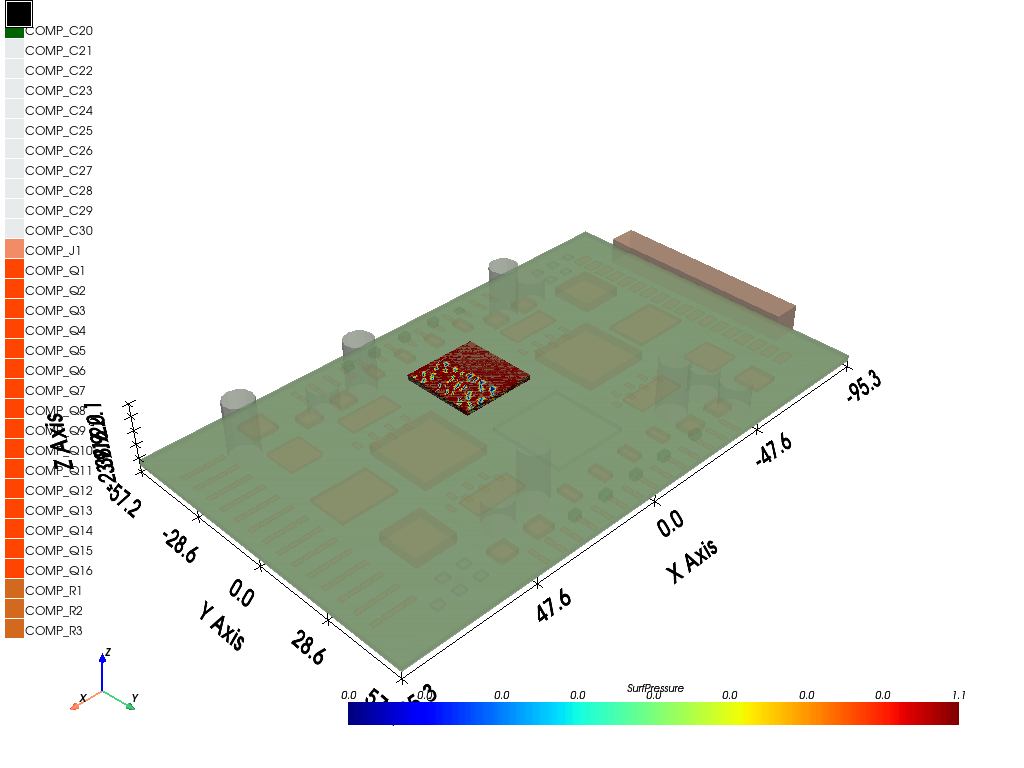 COMP_C20
COMP_C21
COMP_C22
COMP_C23
COMP_C24
COMP_C25
COMP_C26
COMP_C27
COMP_C28
COMP_C29
COMP_C30
COMP_J1
COMP_Q1
COMP_Q2
COMP_Q3
COMP_Q4
COMP_Q5
COMP_Q6
COMP_Q7
COMP_Q8
COMP_Q9
COMP_Q10
COMP_Q11
COMP_Q12
COMP_Q13
COMP_Q14
COMP_Q15
COMP_Q16
COMP_R1
COMP_R2
COMP_R3
Z Axis
-57.2
-28.6
0.0
28.6
Y Axis
47.6
0.0
-47.6
-95.3
X Axis
Z
X
Y
SurfPressure
0.0 0.0 0.0 0.0 0.0 0.0 0.0 0.0 1.1